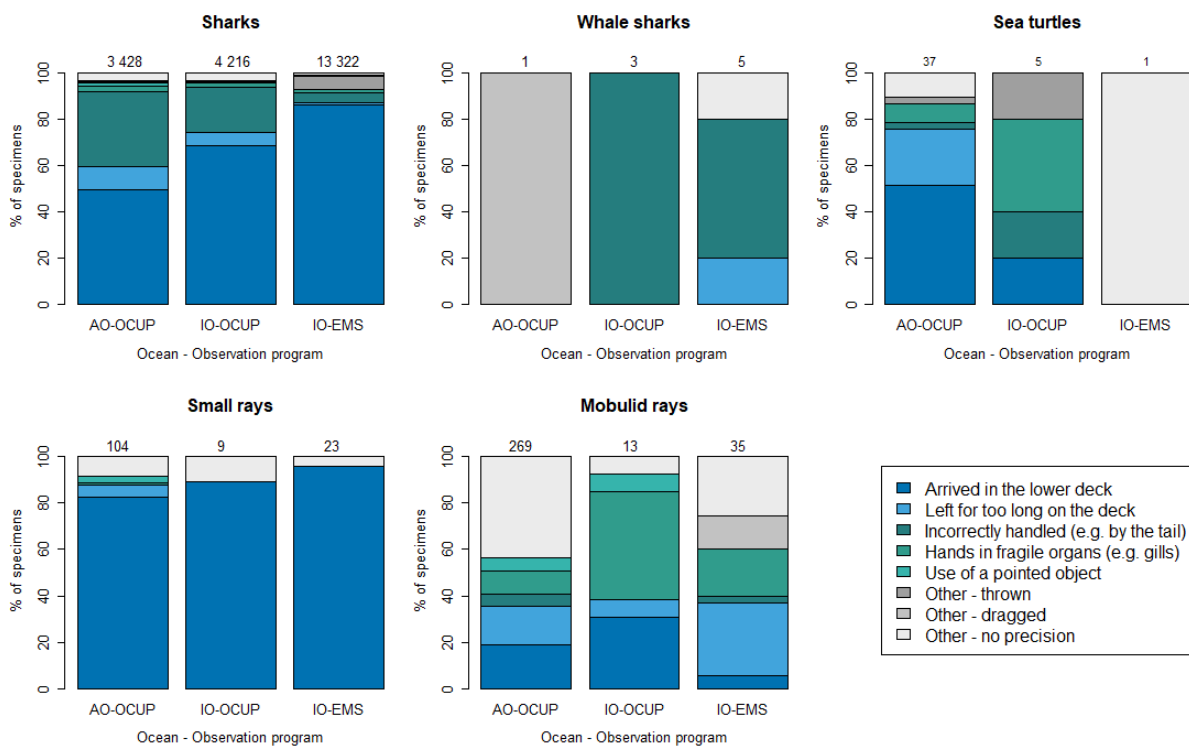 Sharks
3 428 4 216 13 322
% of specimens
100
80
60
40
20
0
AO-OCUP IO-OCUP IO-EMS
Ocean - Observation program
Whale sharks
1 3 5
% of specimens
100
80
60
40
20
0
AO-OCUP IO-OCUP IO-EMS
Ocean - Observation program
Sea turtles
37 5 1
% of specimens
100
80
60
40
20
0
AO-OCUP IO-OCUP IO-EMS
Ocean - Observation program
Small rays
104 9 23
% of specimens
100
80
60
40
20
0
AO-OCUP IO-OCUP IO-EMS
Ocean - Observation program
Mobulid rays
269 13 35
% of specimens
100
80
60
40
20
0
AO-OCUP IO-OCUP IO-EMS
Ocean - Observation program
Arrived in the lower deck
Left for too long on the deck
Incorrectly handled (e.g. by the tail)
Hands in fragile organs (e.g. gills)
Use of a pointed object
Other - thrown
Other - dragged
Other - no precision